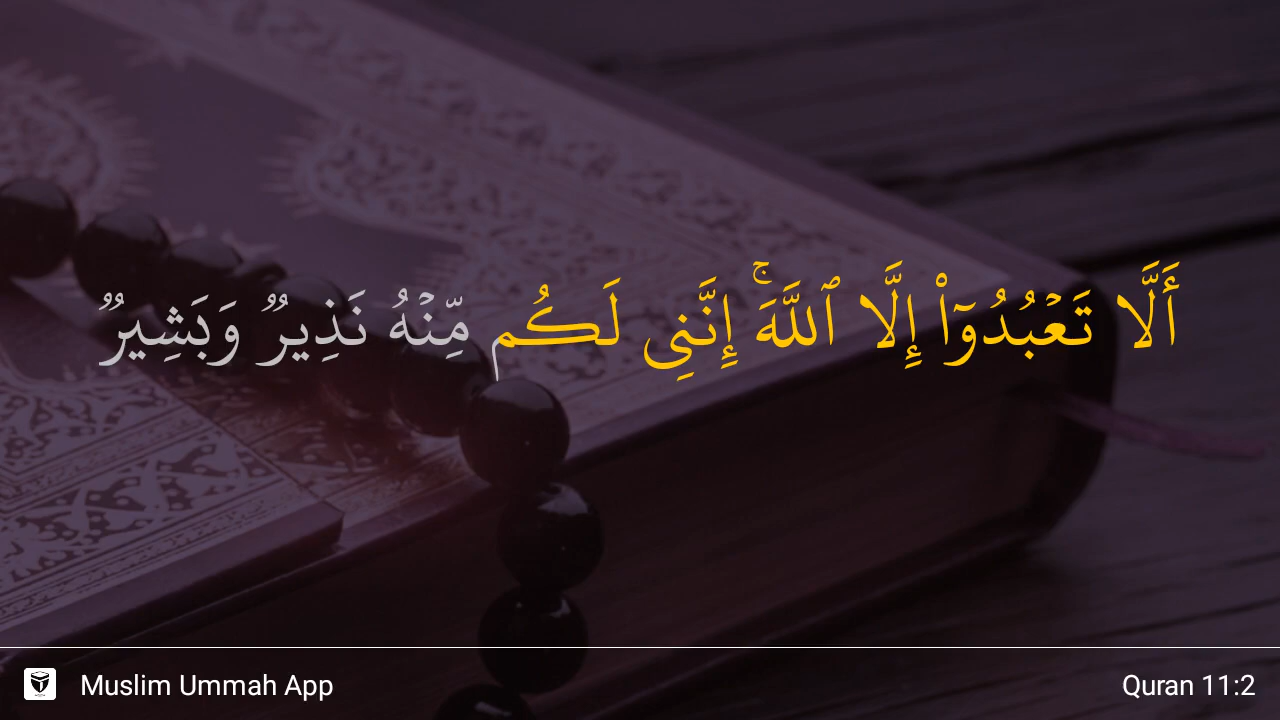 أَلَّا تَعۡبُدُوٓاْ إِلَّا ٱللَّهَۚ إِنَّنِي لَكُم مِّنۡهُ نَذِيرٞ وَبَشِيرٞ
Muslim Ummah App
Quran 11:2